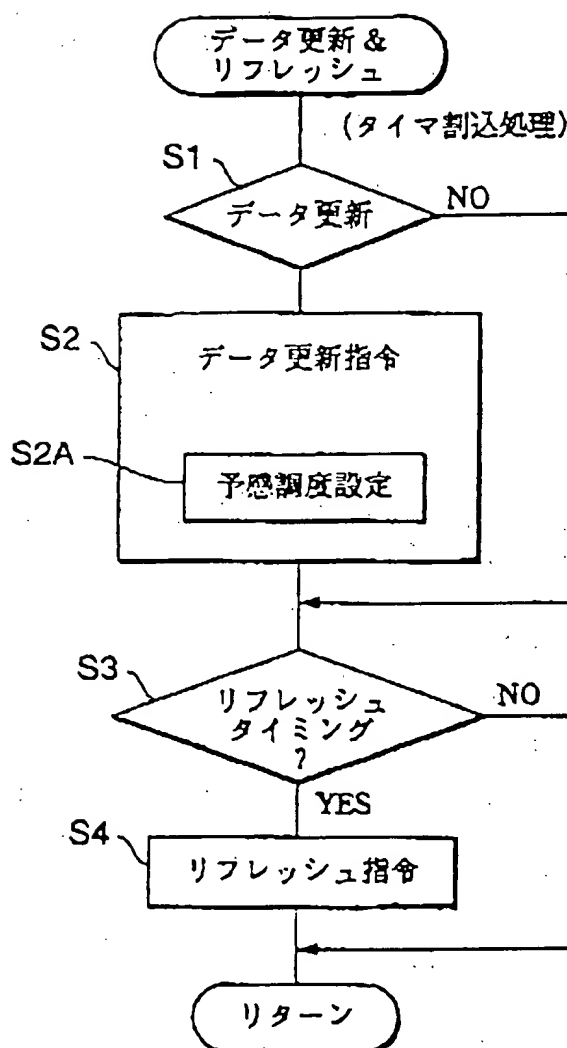 データ更新&
リフレッシュ
(タイマ割込処理)
S1
データ更新
NO
S2
データ更新指令
S2A
予感調度設定
S3
リフレッシュ
タイミング
?
NO
YES
S4
リフレッシュ指令
リターン